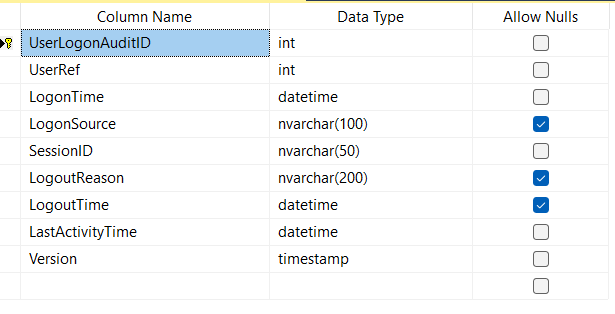 Column Name Data Type Allow Nulls
UserLogonAuditID int
UserRef int
LogonTime datetime
LogonSource nvarchar(100)
SessionID nvarchar(50)
LogoutReason nvarchar(200)
LogoutTime datetime
LastActivityTime datetime
Version timestamp